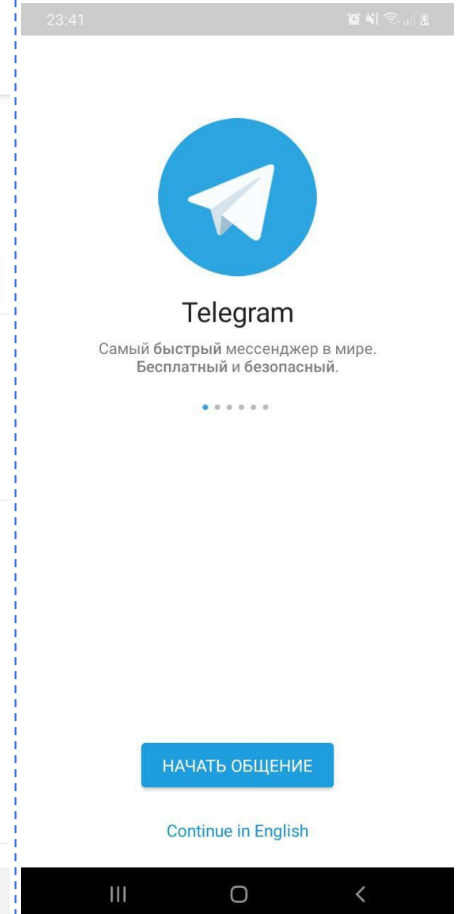 23:41
Telegram
Самый быстрый мессенджер в мире.
Бесплатный и безопасный.
НАЧАТЬ ОБЩЕНИЕ
Continue in English